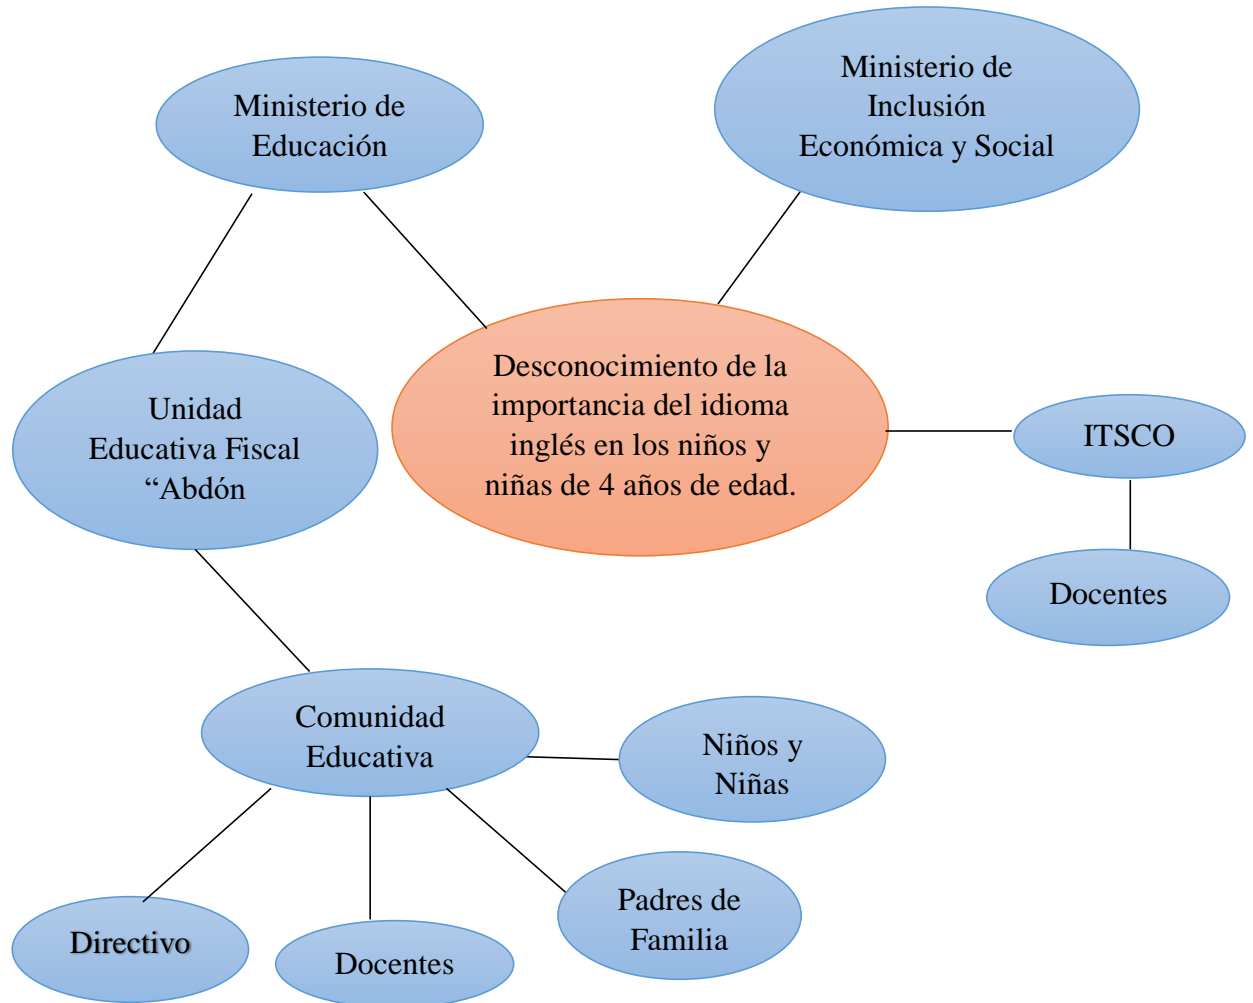 Ministerio de
Educación
Ministerio de
Inclusión
Económica y Social
Desconocimiento de la
importancia del idioma
inglés en los niños y
niñas de 4 años de edad.
Unidad
Educativa Fiscal
“Abdón
ITSCO
Docentes
Comunidad
Educativa
Niños y
Niñas
Padres de
Familia
Directivo
Docentes